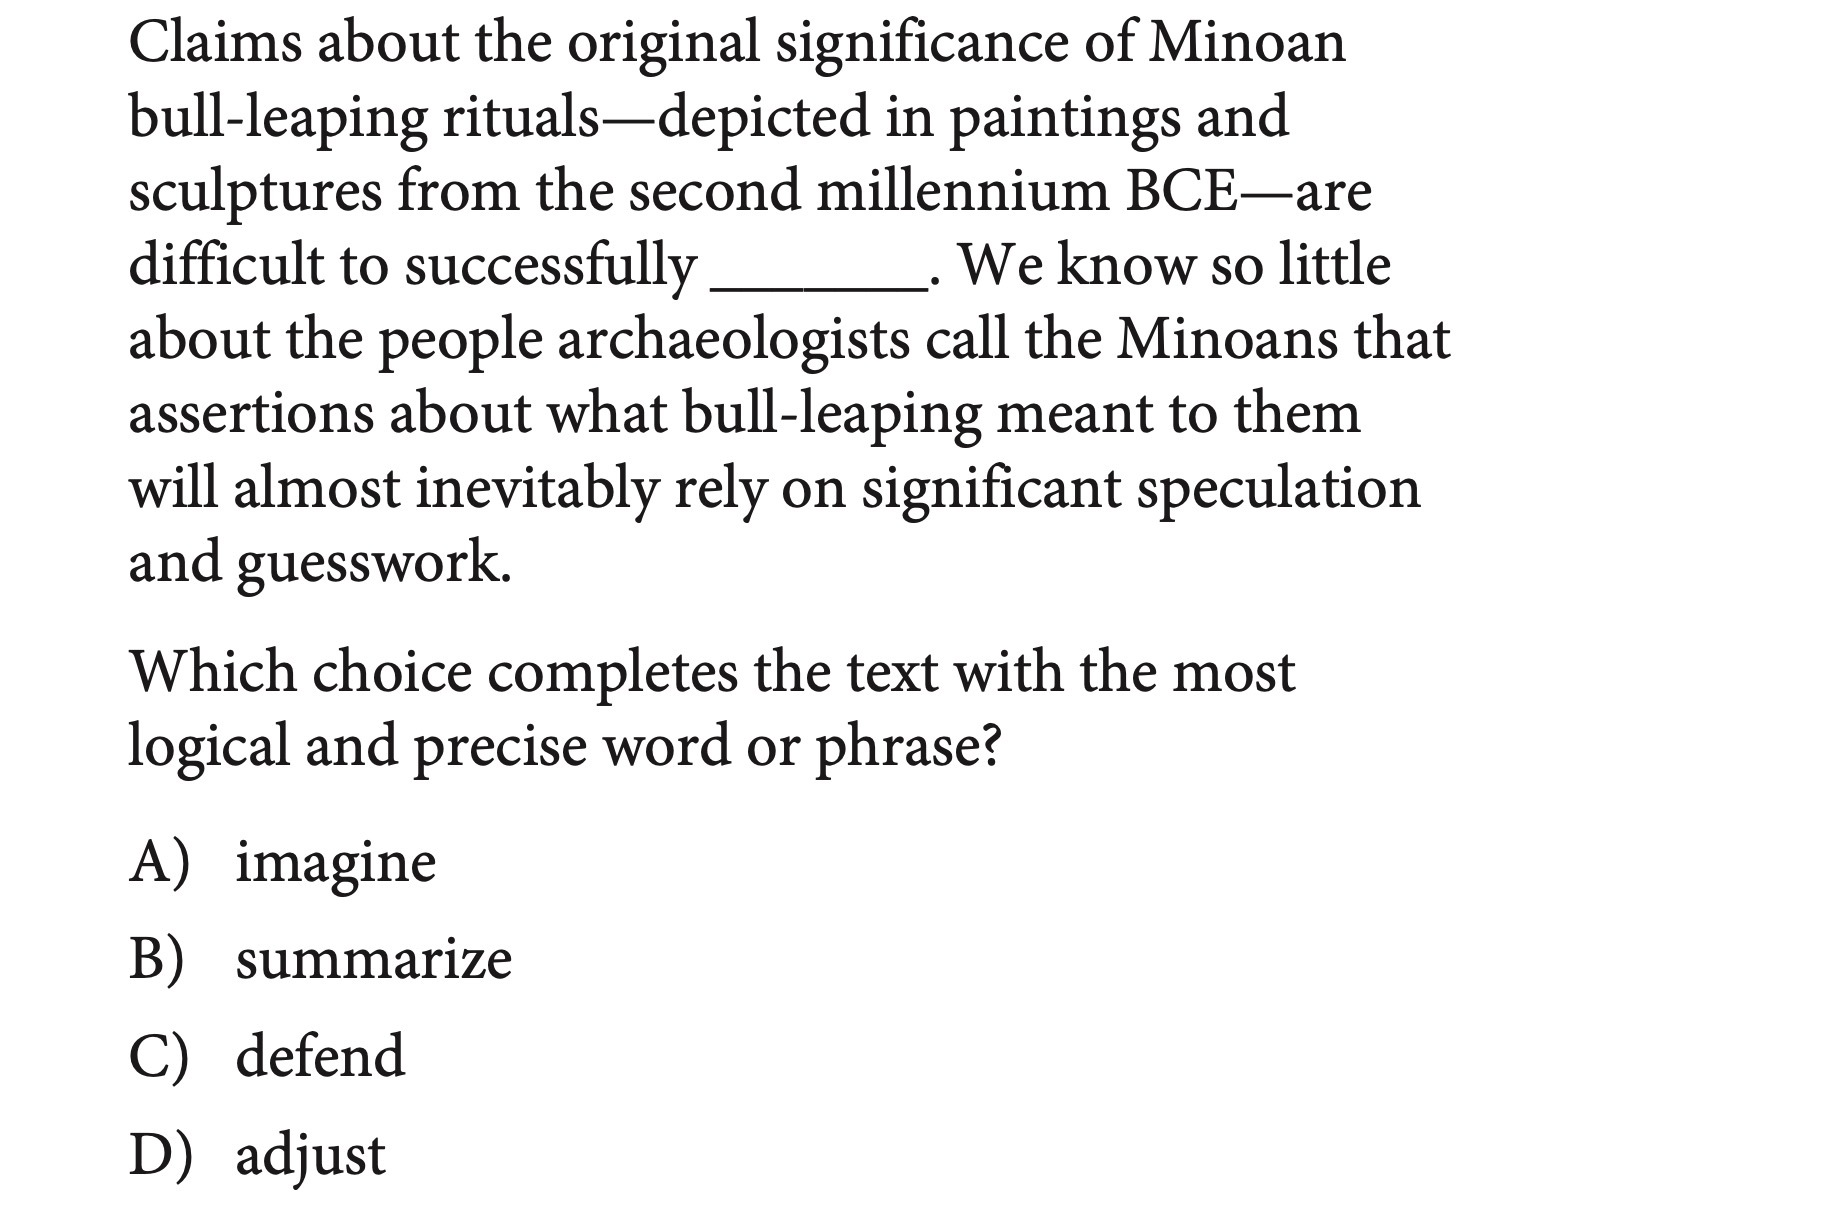 Claims about the original significance of Minoan
bull-leaping rituals—depicted in paintings and
sculptures from the second millennium BCE—are
difficult to successfully _______. We know so little
about the people archaeologists call the Minoans that
assertions about what bull-leaping meant to them
will almost inevitably rely on significant speculation
and guesswork.
Which choice completes the text with the most
logical and precise word or phrase?
A) imagine
B) summarize
C) defend
D) adjust